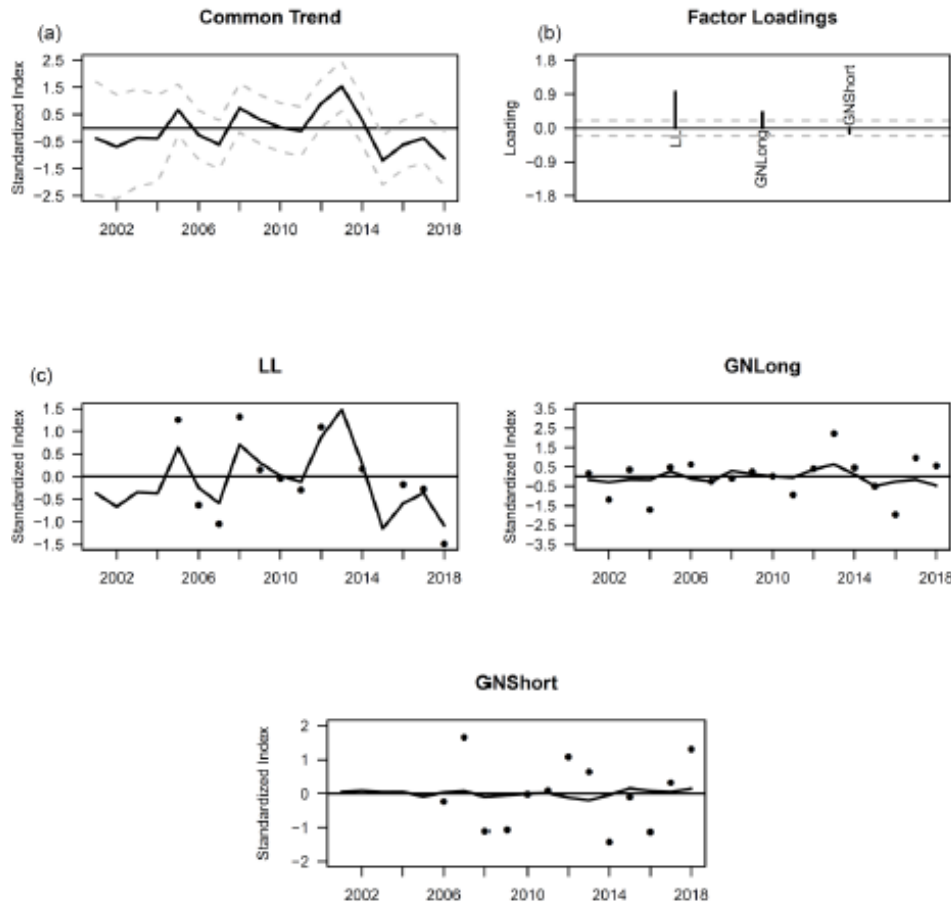 Common Trend
(a)
Standardized Index
2.5
1.5
0.5
−0.5
−1.5
−2.5
2002 2006 2010 2014 2018
Factor Loadings
(b)
Loading
1.8
0.9
0.0
−0.9
−1.8
LL
GNLong
GNShort
(c)
LL
Standardized Index
1.5
1.0
0.5
0.0
−0.5
−1.0
−1.5
2002 2006 2010 2014 2018
GNLong
Standardized Index
3.5
2.5
1.5
0.5
−0.5
−1.5
−2.5
−3.5
2002 2006 2010 2014 2018
GNShort
Standardized Index
2
1
0
−1
−2
2002 2006 2010 2014 2018